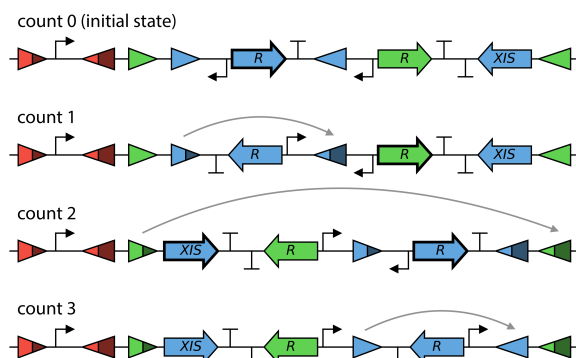 count 0 (initial state)
R R XIS
count 1
R R XIS
count 2
XIS R R
count 3
XIS R R